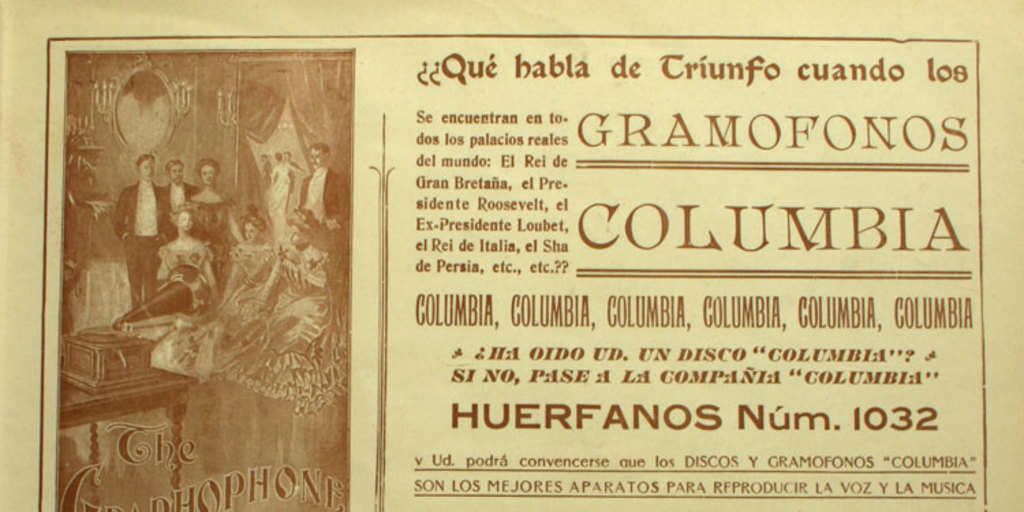 ¿¿Qué habla de Triunfo cuando los
Se encuentran en to-
dos los palacios reales
del mundo: El Rei de
Gran Bretaña, el Pre-
sidente Roosevelt, el
Ex-Presidente Loubet,
el Rei de Italia, el Sha
de Persia, etc., etc.??
GRAMOFONOS
COLUMBIA
COLUMBIA, COLUMBIA, COLUMBIA, COLUMBIA, COLUMBIA, COLUMBIA
¿HA OIDO UD. UN DISCO "COLUMBIA"?
SI NO, PASE A LA COMPAÑIA "COLUMBIA"
HUERFANOS Núm. 1032
y Ud. podrá convencerse que los DISCOS Y GRAMOFONOS "COLUMBIA"
SON LOS MEJORES APARATOS PARA REPRODUCIR LA VOZ Y LA MUSICA
The
GRAPHOPHONE